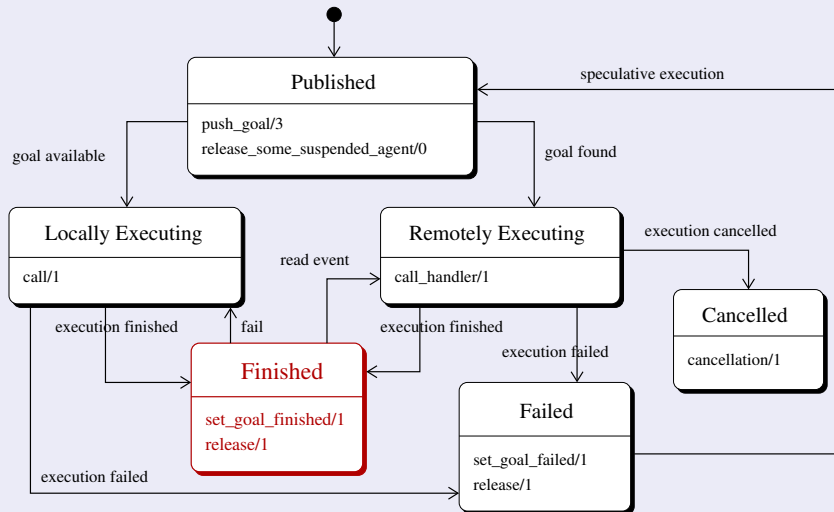 Published
speculative execution
push_goal/3
release_some_suspended_agent/0
goal available
goal found
Locally Executing
Remotely Executing
execution cancelled
call/1
read event
call_handler/1
Cancelled
execution finished
fail
execution finished
execution failed
cancellation/1
Finished
Failed
set_goal_finished/1
release/1
set_goal_failed/1
release/1
execution failed